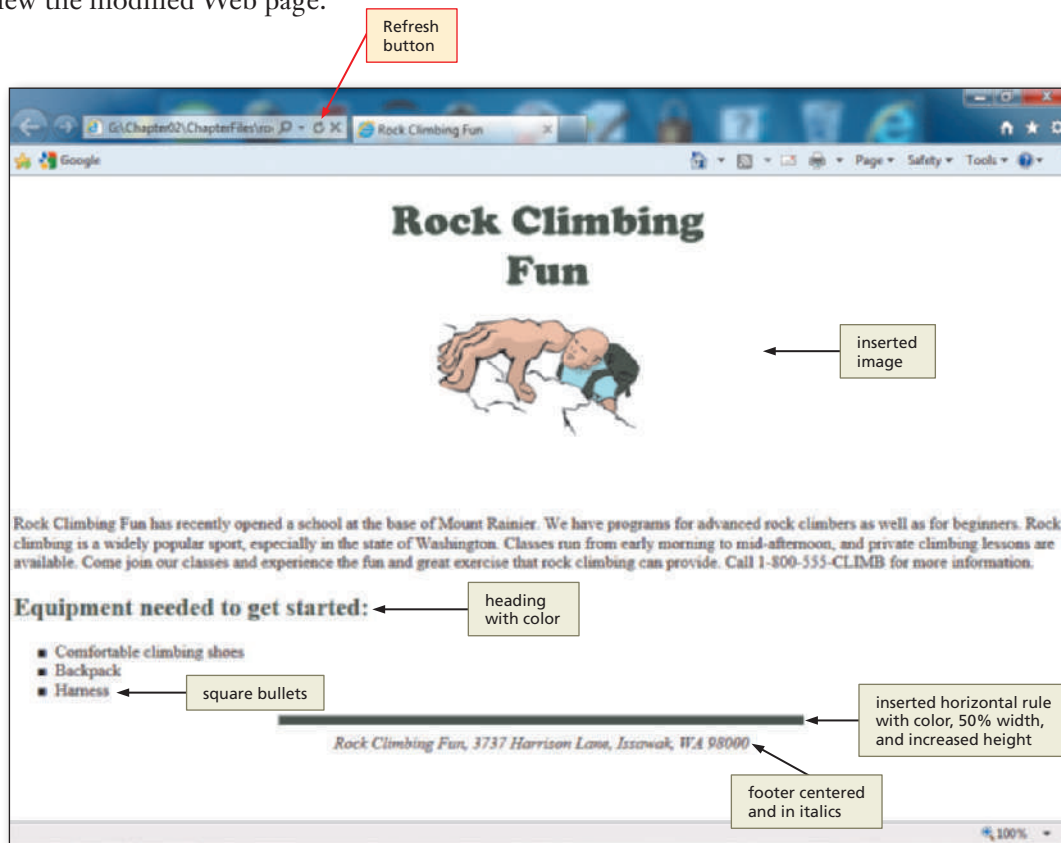 view the modified Web page.
Refresh
button
G:\Chapter02\ChapterFiles\roc
Rock Climbing Fun
Google
Page
Safety
Tools
Rock Climbing
Fun
inserted
image
Rock Climbing Fun has recently opened a school at the base of Mount Rainier. We have programs for advanced rock climbers as well as for beginners. Rock
climbing is a widely popular sport, especially in the state of Washington. Classes run from early morning to mid-afternoon, and private climbing lessons are
available. Come join our classes and experience the fun and great exercise that rock climbing can provide. Call 1-800-555-CLIMB for more information.
Equipment needed to get started:
heading
with color
Comfortable climbing shoes
Backpack
Harness
square bullets
inserted horizontal rule
with color, 50% width,
and increased height
Rock Climbing Fun, 3737 Harrison Lane, Issawak, WA 98000
footer centered
and in italics
100%